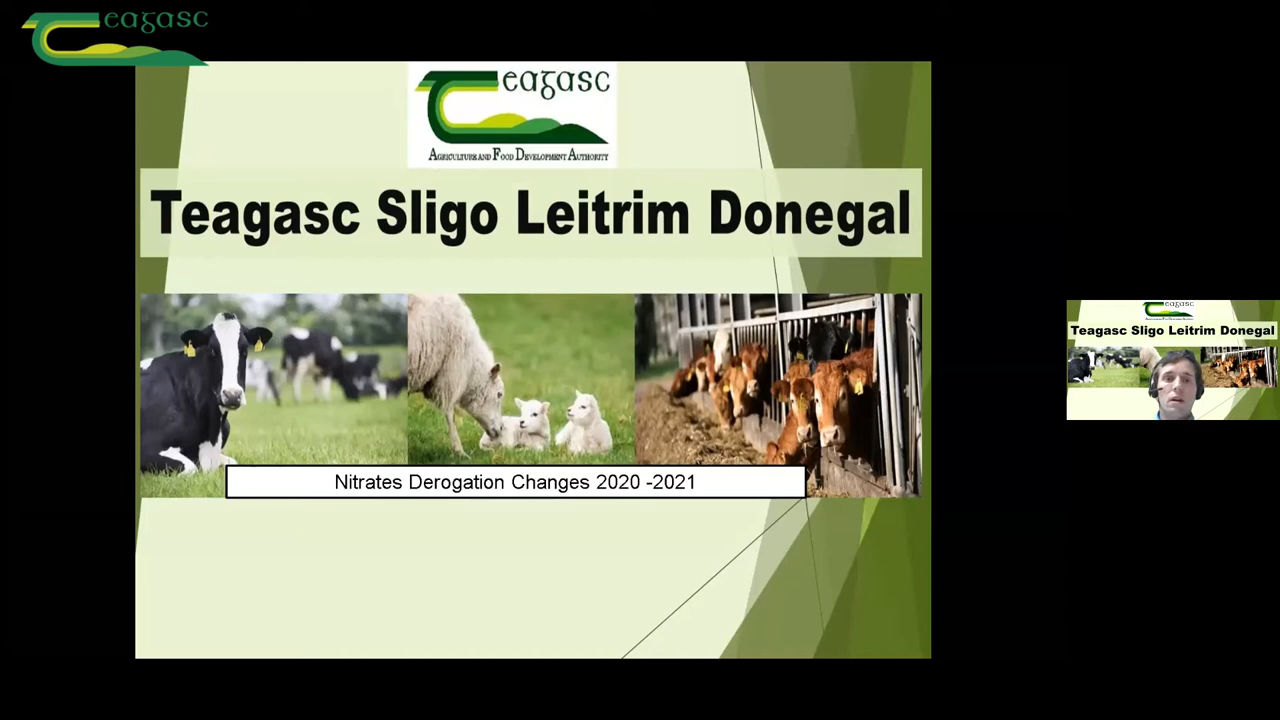 Teagasc
Teagasc
AGRICULTURE AND FOOD DEVELOPMENT AUTHORITY
Teagasc Sligo Leitrim Donegal
Nitrates Derogation Changes 2020 -2021
Teagasc
Teagasc Sligo Leitrim Donegal